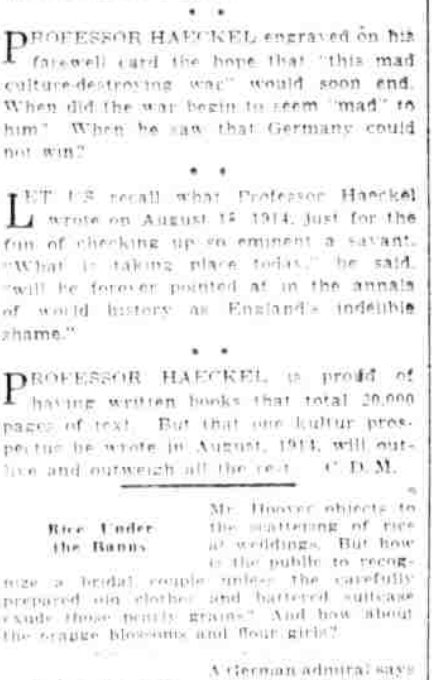 PROFESSOR HAECKEL engraved on his
farewell card the hope that "this mad
culture-destroying war" would soon end.
When did the war begin to seem "mad" to
him? When he saw that Germany could
not win?
LET US recall what Professor Haeckel
wrote on August 18, 1914, just for the
fun of checking up so eminent a savant.
"What is taking place today," he said,
"will be forever pointed at in the annals
of world history as England's indelible
shame."
PROFESSOR HAECKEL is proud of
having written books that total 20,000
pages of text. But that one kultur pros-
pectus he wrote in August, 1914, will out-
live and outweigh all the rest. C. D. M.
Rice Under
the Banns
Mr. Hoover objects to
the scattering of rice
at weddings. But how
is the public to recog-
nize a bridal couple unless the carefully
prepared old clothes and battered suitcase
exude those pearly grains? And how about
the orange blossoms and flour girls?
A German admiral says